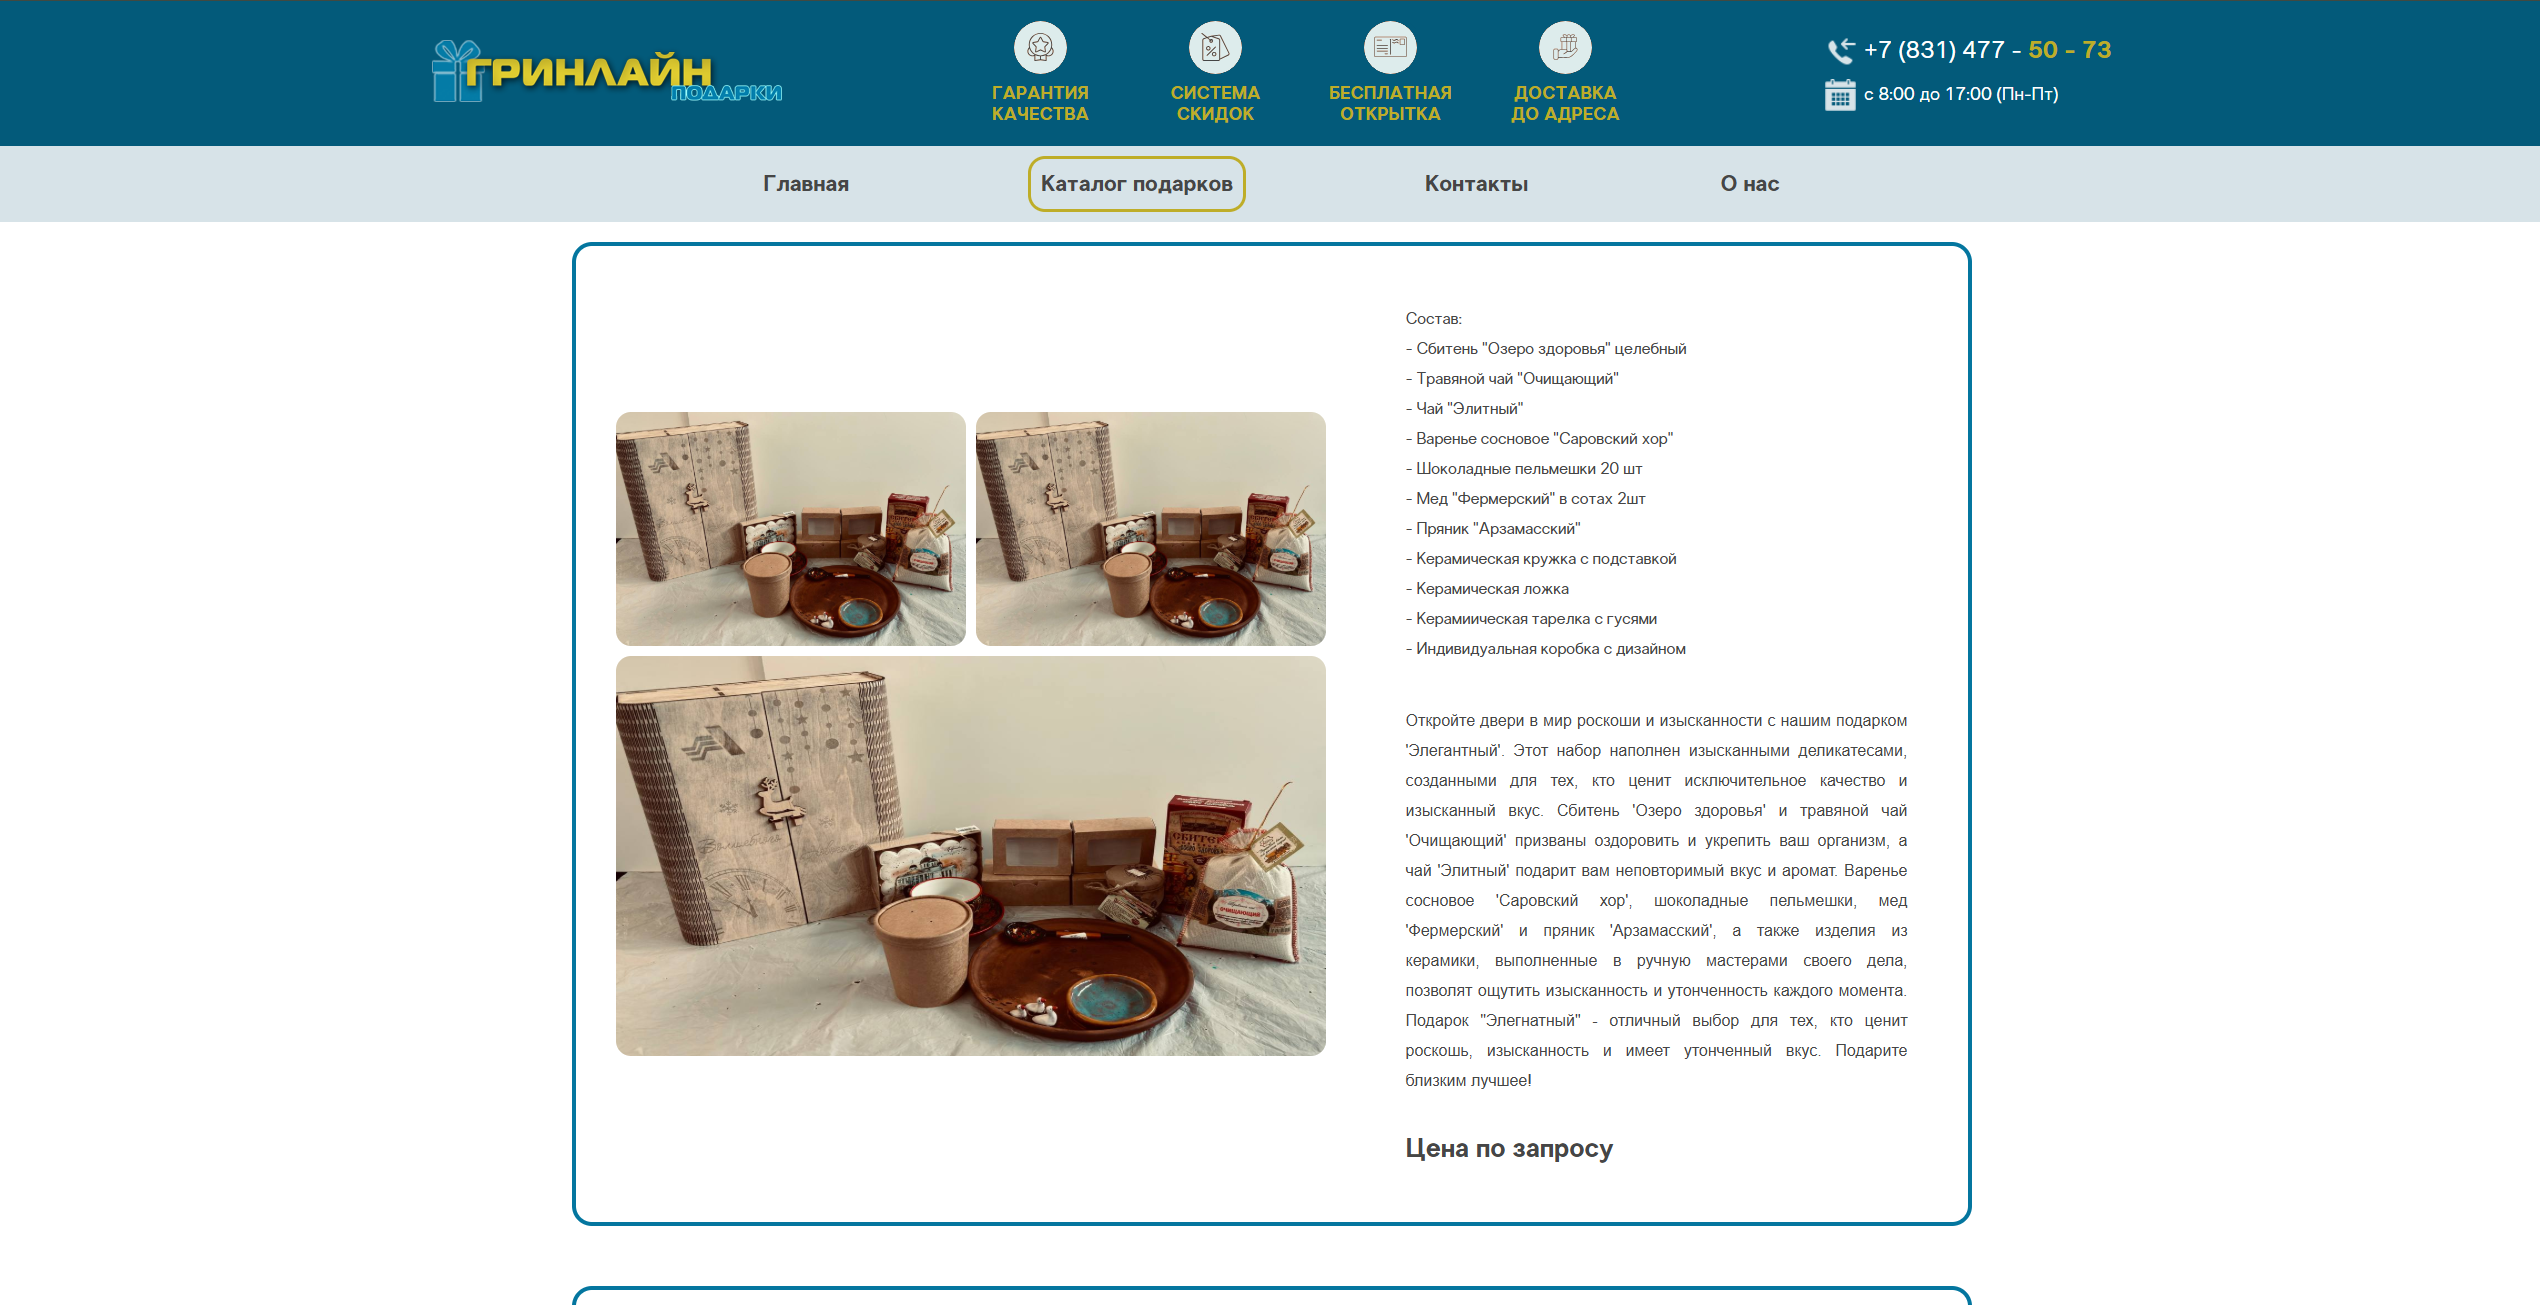 ГРИНЛАЙН
ПОДАРКИ
ГАРАНТИЯ
КАЧЕСТВА
СИСТЕМА
СКИДОК
БЕСПЛАТНАЯ
ОТКРЫТКА
ДОСТАВКА
ДО АДРЕСА
+7 (831) 477 - 50 - 73
с 8:00 до 17:00 (Пн-Пт)
Главная
Каталог подарков
Контакты
О нас
Состав:
- Сбитень "Озеро здоровья" целебный
- Травяной чай "Очищающий"
- Чай "Элитный"
- Варенье сосновое "Саровский хор"
- Шоколадные пельмешки 20 шт
- Мед "Фермерский" в сотах 2шт
- Пряник "Арзамасский"
- Керамическая кружка с подставкой
- Керамическая ложка
- Керамиическая тарелка с гусями
- Индивидуальная коробка с дизайном
Откройте двери в мир роскоши и изысканности с нашим подарком
'Элегантный'. Этот набор наполнен изысканными деликатесами,
созданными для тех, кто ценит исключительное качество и
изысканный вкус. Сбитень 'Озеро здоровья' и травяной чай
'Очищающий' призваны оздоровить и укрепить ваш организм, а
чай 'Элитный' подарит вам неповторимый вкус и аромат. Варенье
сосновое 'Саровский хор', шоколадные пельмешки, мед
'Фермерский' и пряник 'Арзамасский', а также изделия из
керамики, выполненные в ручную мастерами своего дела,
позволят ощутить изысканность и утонченность каждого момента.
Подарок "Элегнатный" - отличный выбор для тех, кто ценит
роскошь, изысканность и имеет утонченный вкус. Подарите
близким лучшее!
Цена по запросу
СБИТЕНЬ
ОЧИЩАЮЩИЙ